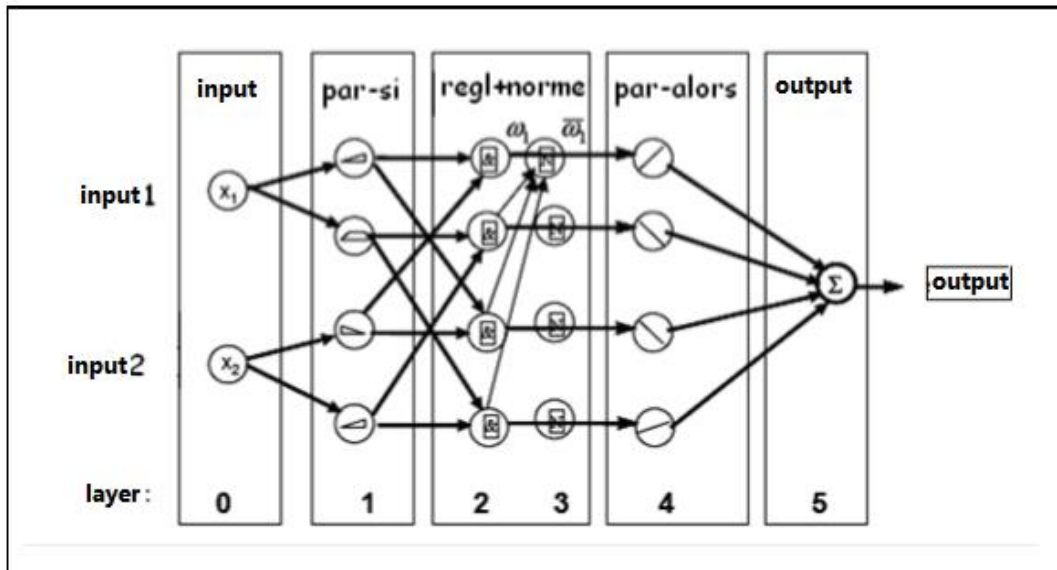 input
par-si
regl+norme
par-alors
output
ω₁
ω̅₁
input1
X₁
&
&
&
&
Σ
output
input2
X₂
layer:
0
1
2
3
4
5